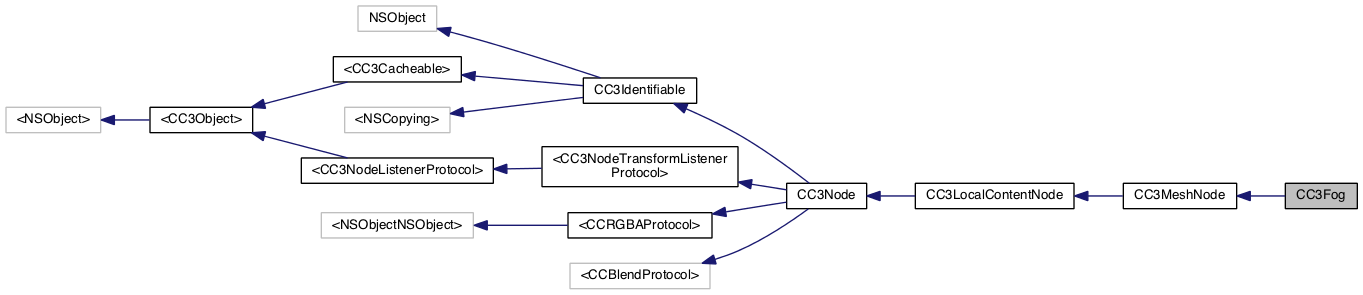 NSObject
<CC3Cacheable>
CC3Identifiable
<NSObject>
<CC3Object>
<NSCopying>
<CC3NodeListenerProtocol>
<CC3NodeTransformListener
Protocol>
CC3Node
CC3LocalContentNode
CC3MeshNode
CC3Fog
<NSObjectNSObject>
<CCRGBAProtocol>
<CCBlendProtocol>